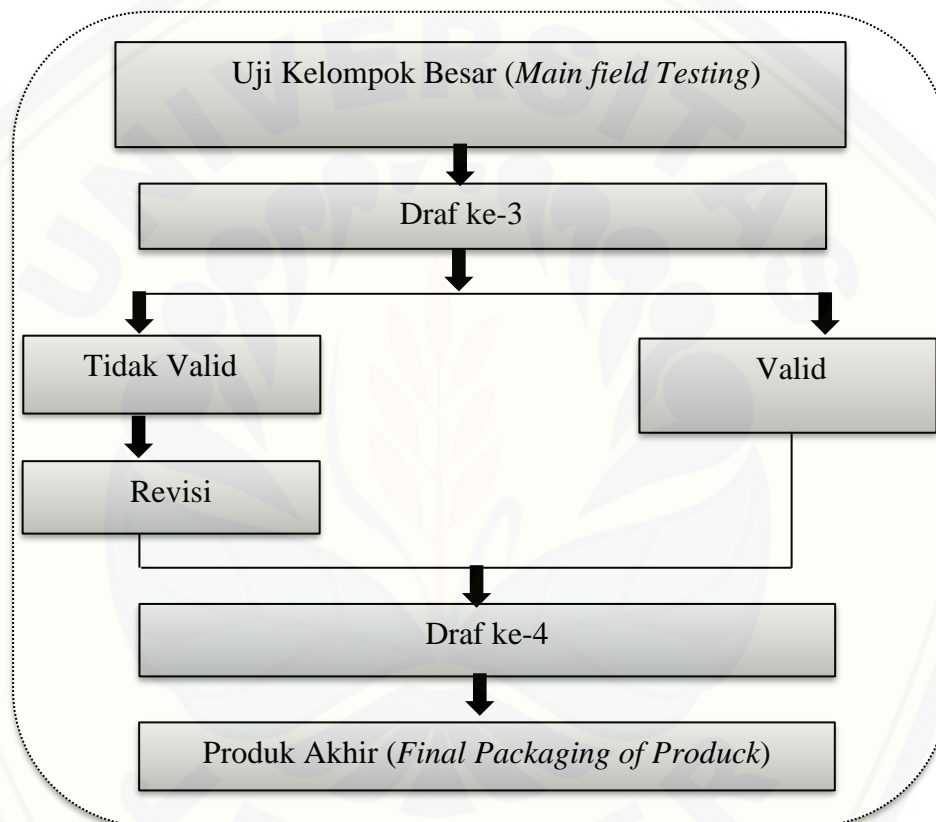 Uji Kelompok Besar (Main field Testing)
Draf ke-3
Tidak Valid
Valid
Revisi
Draf ke-4
Produk Akhir (Final Packaging of Produck)
UNIVERSITAS